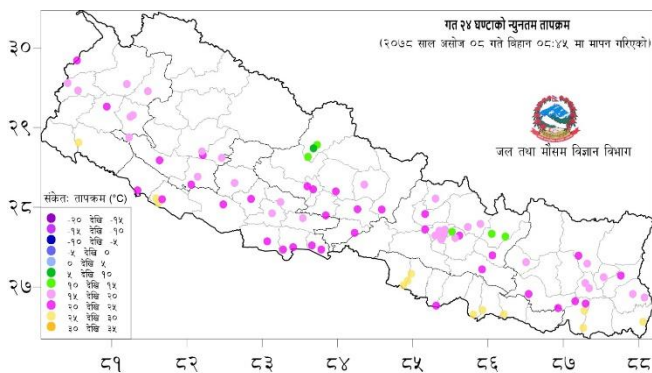 गत २४ घण्टाको न्युनतम तापक्रम
(२०७८ साल असोज ०८ गते बिहान ०८:४५ मा मापन गरिएको)
जल तथा मौसम विज्ञान विभाग
३०
२९
२८
२७
संकेतः तापक्रम (°C)
-२० देखि -१५
-१५ देखि -१०
-१० देखि -५
-५ देखि ०
० देखि ५
५ देखि १०
१० देखि १५
१५ देखि २०
२० देखि २५
२५ देखि ३०
३० देखि ३५
८१ ८२ ८३ ८४ ८५ ८६ ८७ ८८